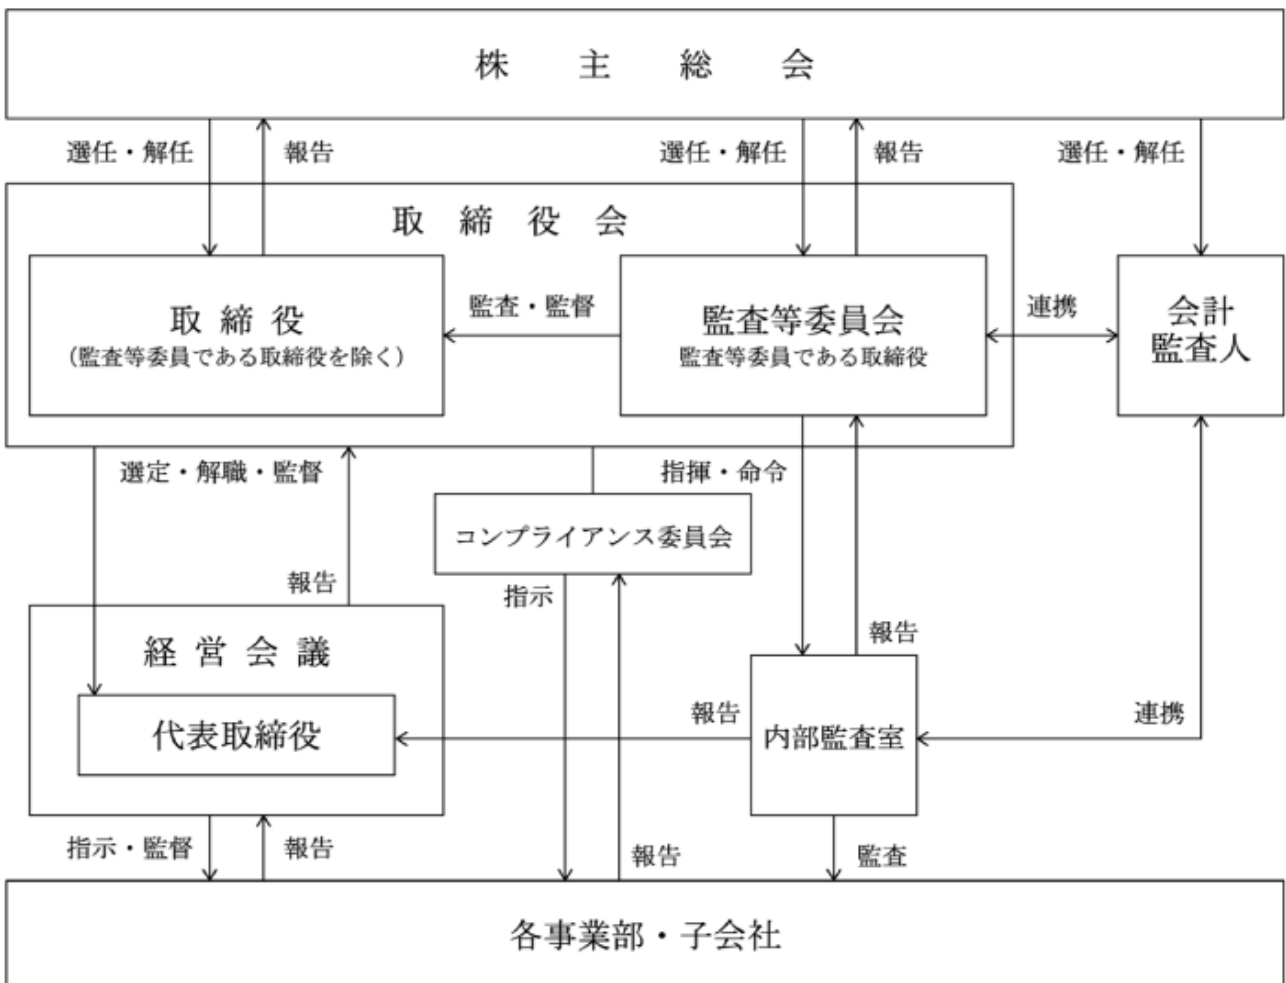 株主総会
選任・解任
報告
選任・解任
報告
選任・解任
取締役会
取締役
（監査等委員である取締役を除く）
監査・監督
監査等委員会
監査等委員である取締役
連携
会計
監査人
選定・解職・監督
指揮・命令
コンプライアンス委員会
報告
指示
経営会議
代表取締役
報告
報告
内部監査室
連携
指示・監督
報告
報告
監査
各事業部・子会社